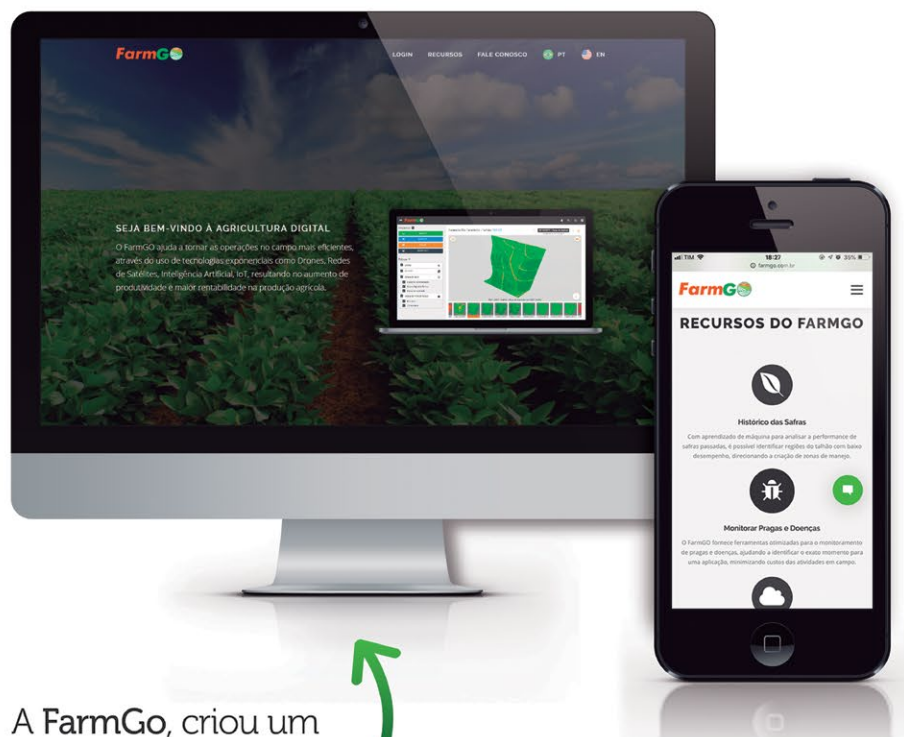 FarmGO
LOGIN RECURSOS FALE CONOSCO PT EN
SEJA BEM-VINDO À AGRICULTURA DIGITAL
O FarmGO ajuda a tornar as operações no campo mais eficientes,
através do uso de tecnologias exponenciais como Drones, Redes
de Satélites, Inteligência Artificial, IoT, resultando no aumento de
produtividade e maior rentabilidade na produção agrícola.
FarmGO
TIM 18:27 35%
farmgo.com.br
FarmGO
RECURSOS DO FARMGO
Histórico das Safras
Com aprendizado de máquina para analisar a performance de
safras passadas, é possível identificar regiões do talhão com baixo
desempenho, direcionando a criação de zonas de manejo.
Monitorar Pragas e Doenças
O FarmGO fornece ferramentas otimizadas para o monitoramento
de pragas e doenças, ajudando a identificar o exato momento para
uma aplicação, minimizando custos das atividades em campo.
A FarmGo, criou um